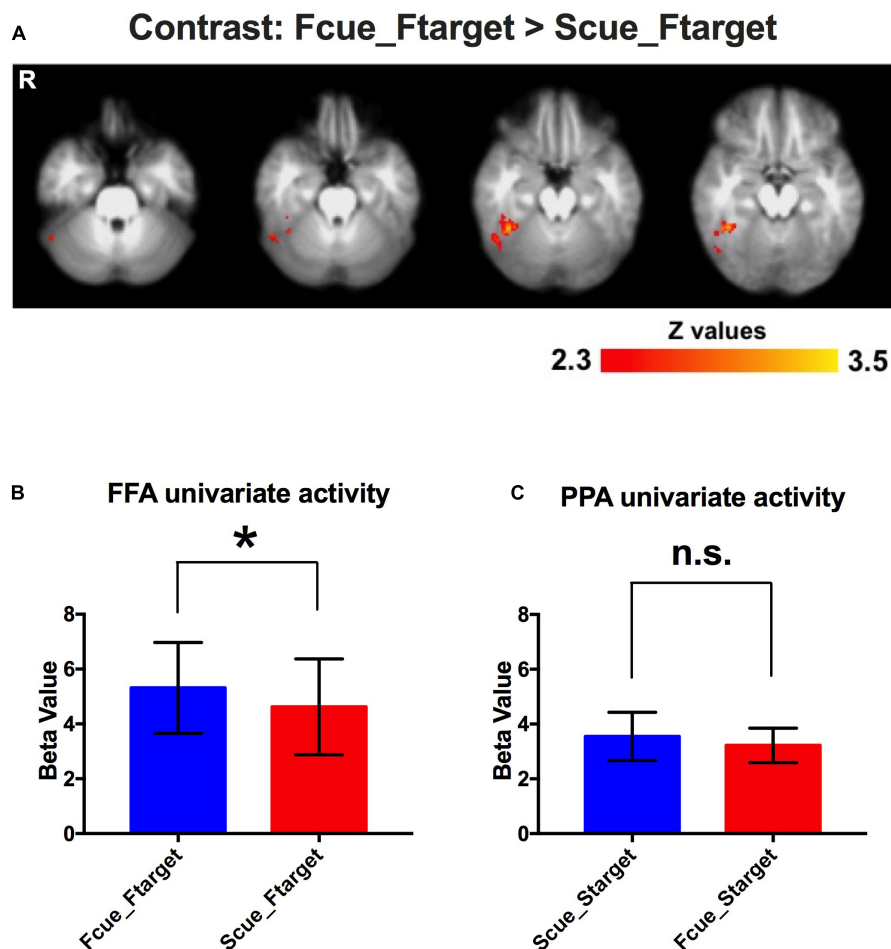 A
Contrast: Fcue_Ftarget > Scue_Ftarget
R
Z values
2.3
3.5
B
FFA univariate activity
*
8
6
4
2
0
Beta Value
Fcue_Ftarget
Scue_Ftarget
C
PPA univariate activity
n.s.
8
6
4
2
0
Beta Value
Scue_Starget
Fcue_Starget